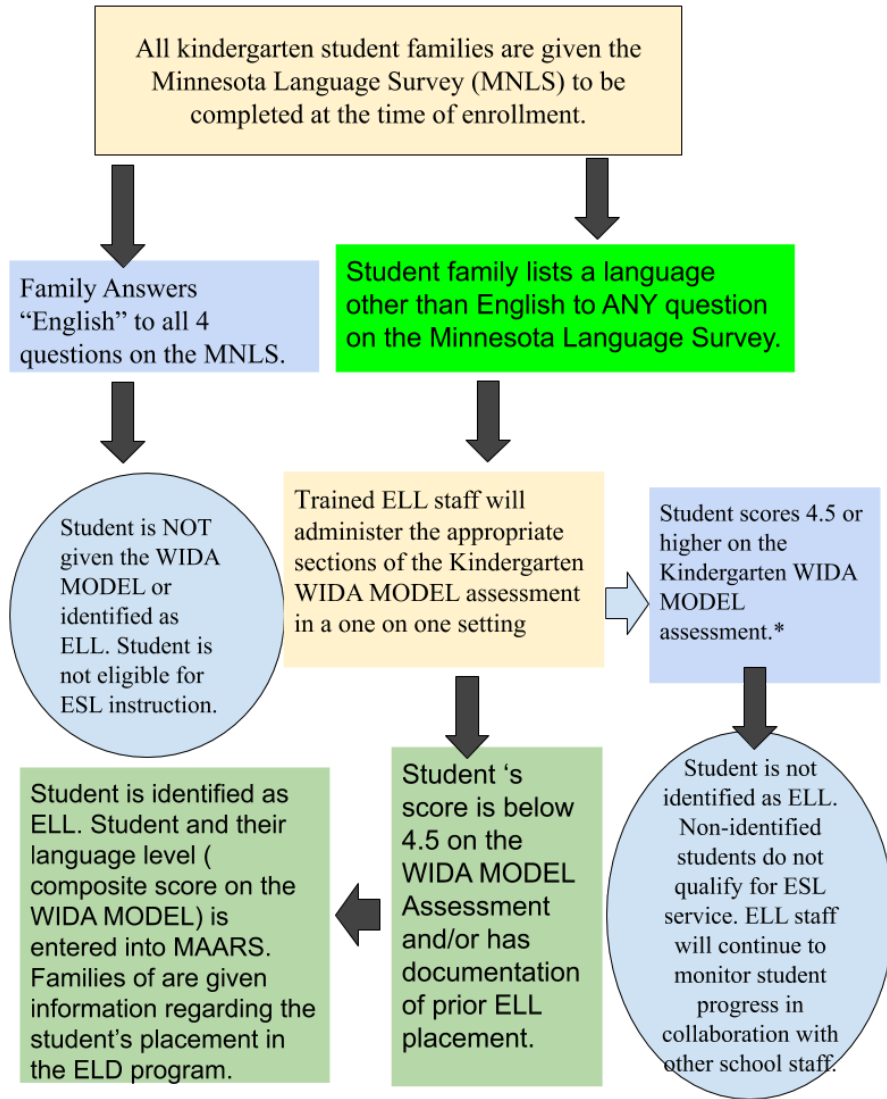 All kindergarten student families are given the
Minnesota Language Survey (MNLS) to be
completed at the time of enrollment.
Family Answers
“English” to all 4
questions on the MNLS.
Student family lists a language
other than English to ANY question
on the Minnesota Language Survey.
Student is NOT
given the WIDA
MODEL or
identified as
ELL. Student is
not eligible for
ESL instruction.
Trained ELL staff will
administer the appropriate
sections of the Kindergarten
WIDA MODEL assessment
in a one on one setting
Student scores 4.5 or
higher on the
Kindergarten WIDA
MODEL
assessment.*
Student is identified as
ELL. Student and their
language level (
composite score on the
WIDA MODEL) is
entered into MAARS.
Families of are given
information regarding the
student’s placement in
the ELD program.
Student ‘s
score is below
4.5 on the
WIDA MODEL
Assessment
and/or has
documentation
of prior ELL
placement.
Student is not
identified as ELL.
Non-identified
students do not
qualify for ESL
service. ELL staff
will continue to
monitor student
progress in
collaboration with
other school staff.